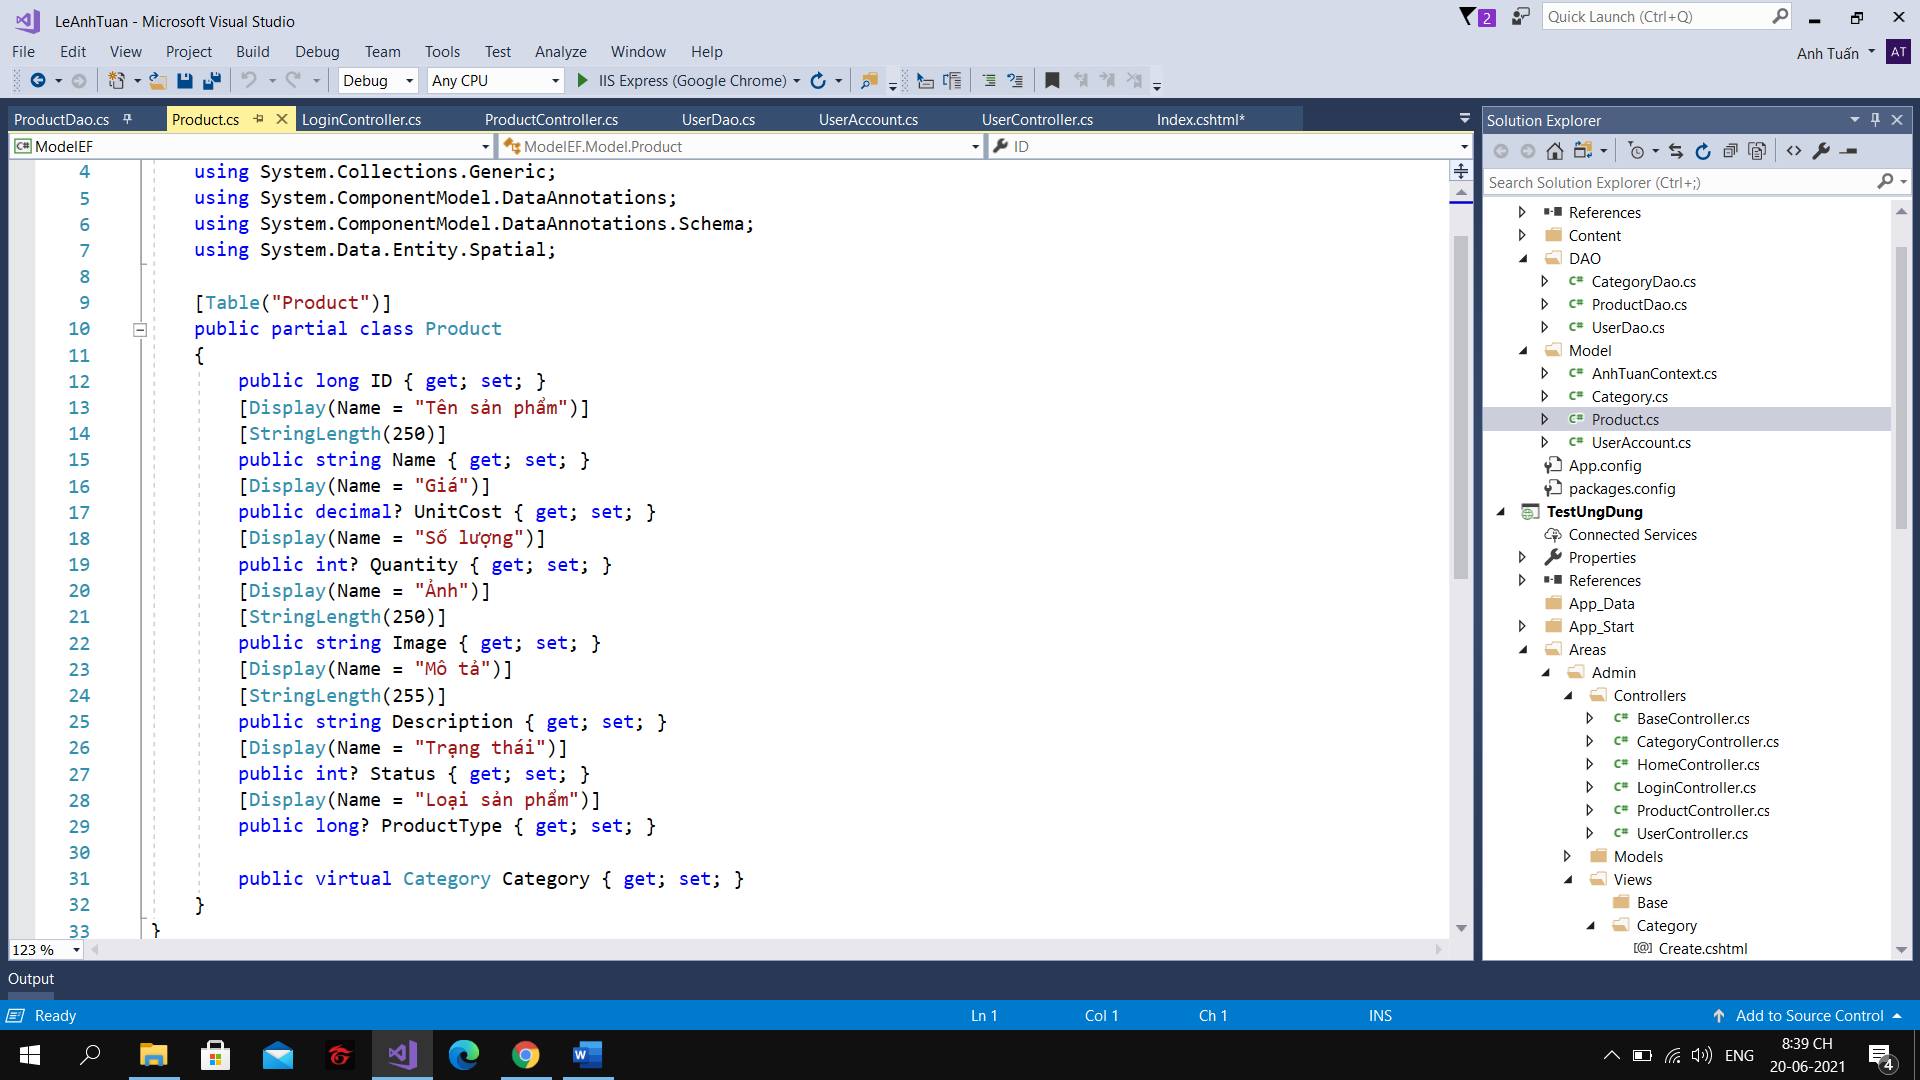 LeAnhTuan - Microsoft Visual Studio
2
Quick Launch (Ctrl+Q)
File Edit View Project Build Debug Team Tools Test Analyze Window Help
Anh Tuấn
AT
Debug
Any CPU
IIS Express (Google Chrome)
ProductDao.cs
Product.cs
LoginController.cs
ProductController.cs
UserDao.cs
UserAccount.cs
UserController.cs
Index.cshtml*
ModelEF
ModelEF.Model.Product
ID
4 using System.Collections.Generic;
5 using System.ComponentModel.DataAnnotations;
6 using System.ComponentModel.DataAnnotations.Schema;
7 using System.Data.Entity.Spatial;
8
9 [Table("Product")]
10 public partial class Product
11 {
12 public long ID { get; set; }
13 [Display(Name = "Tên sản phẩm")]
14 [StringLength(250)]
15 public string Name { get; set; }
16 [Display(Name = "Giá")]
17 public decimal? UnitCost { get; set; }
18 [Display(Name = "Số lượng")]
19 public int? Quantity { get; set; }
20 [Display(Name = "Ảnh")]
21 [StringLength(250)]
22 public string Image { get; set; }
23 [Display(Name = "Mô tả")]
24 [StringLength(255)]
25 public string Description { get; set; }
26 [Display(Name = "Trạng thái")]
27 public int? Status { get; set; }
28 [Display(Name = "Loại sản phẩm")]
29 public long? ProductType { get; set; }
30
31 public virtual Category Category { get; set; }
32 }
33 }
123 %
Solution Explorer
Search Solution Explorer (Ctrl+;)
References
Content
DAO
C# CategoryDao.cs
C# ProductDao.cs
C# UserDao.cs
Model
C# AnhTuanContext.cs
C# Category.cs
C# Product.cs
C# UserAccount.cs
App.config
packages.config
TestUngDung
Connected Services
Properties
References
App_Data
App_Start
Areas
Admin
Controllers
C# BaseController.cs
C# CategoryController.cs
C# HomeController.cs
C# LoginController.cs
C# ProductController.cs
C# UserController.cs
Models
Views
Base
Category
[@] Create.cshtml
Output
Ready
Ln 1
Col 1
Ch 1
INS
Add to Source Control
ENG
8:39 CH
20-06-2021
4